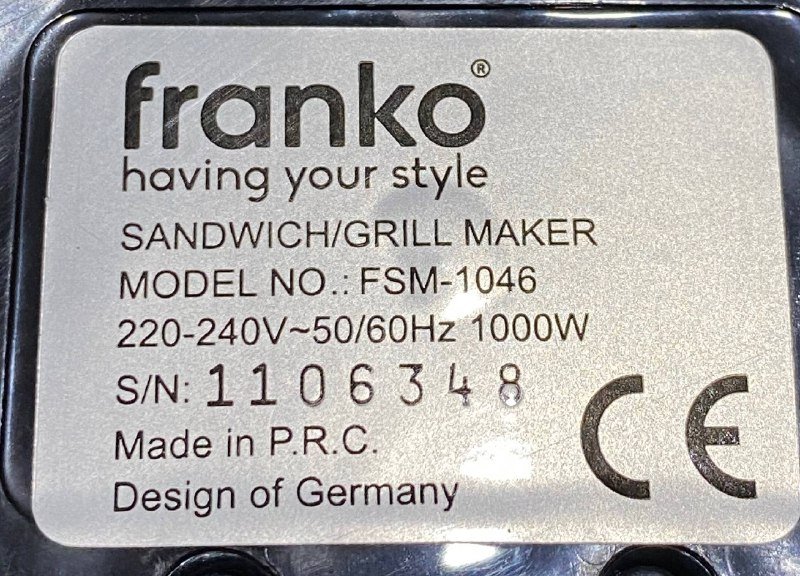 franko®
having your style
SANDWICH/GRILL MAKER
MODEL NO.: FSM-1046
220-240V~50/60Hz 1000W
S/N: 1106348
Made in P.R.C.
Design of Germany
CE